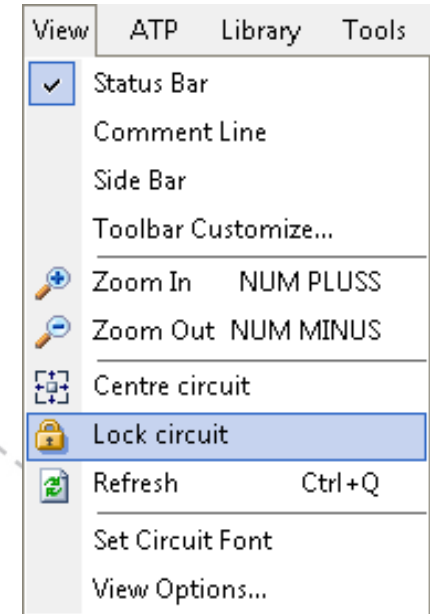 View ATP Library Tools
Status Bar
Comment Line
Side Bar
Toolbar Customize...
Zoom In NUM PLUSS
Zoom Out NUM MINUS
Centre circuit
Lock circuit
Refresh Ctrl+Q
Set Circuit Font
View Options...